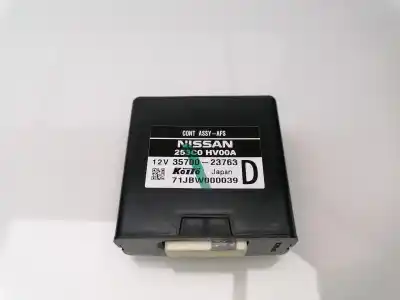 CONT ASSY-AFS
NISSAN
253C0 HV00A
12V 35700-23763
Koito Japan
71JBW000039
D